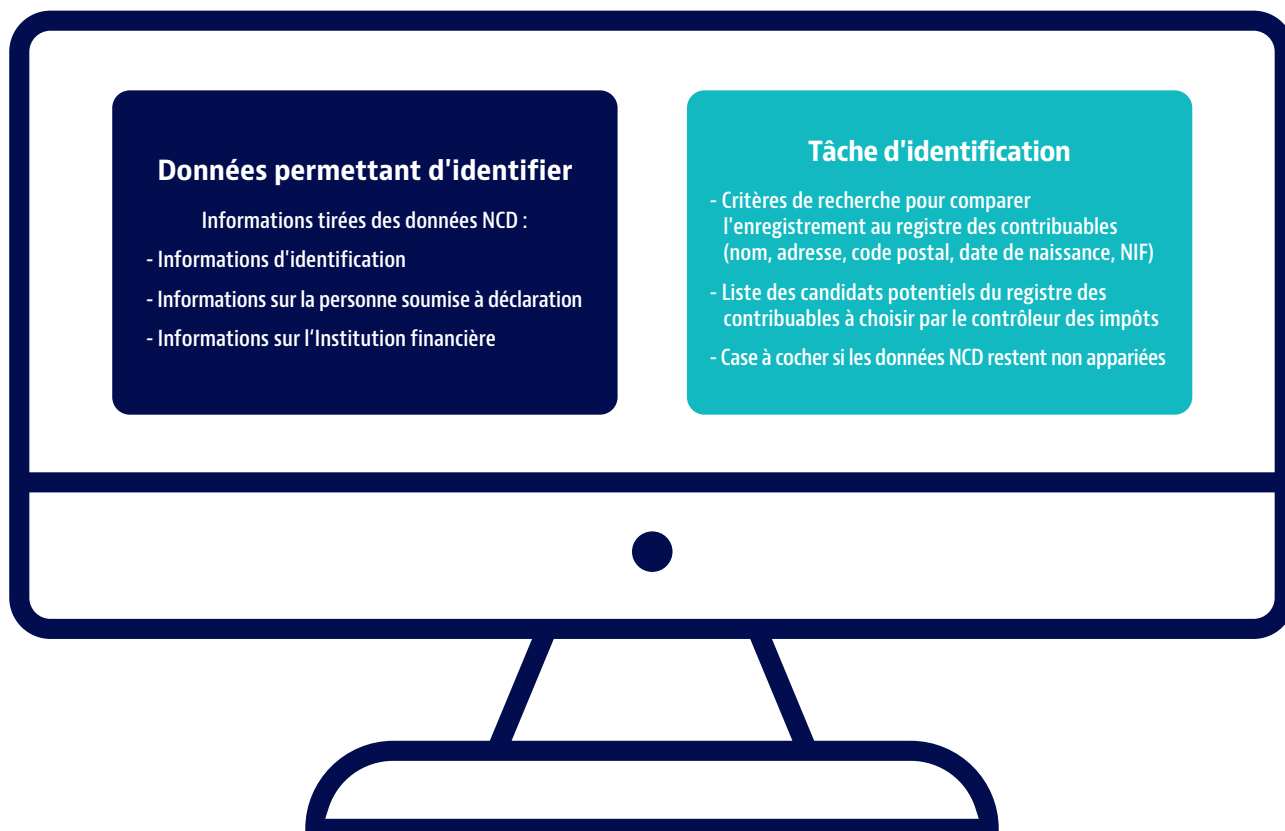 Données permettant d'identifier
Informations tirées des données NCD :
- Informations d'identification
- Informations sur la personne soumise à déclaration
- Informations sur l'Institution financière
Tâche d'identification
- Critères de recherche pour comparer
l'enregistrement au registre des contribuables
(nom, adresse, code postal, date de naissance, NIF)
- Liste des candidats potentiels du registre des
contribuables à choisir par le contrôleur des impôts
- Case à cocher si les données NCD restent non appariées